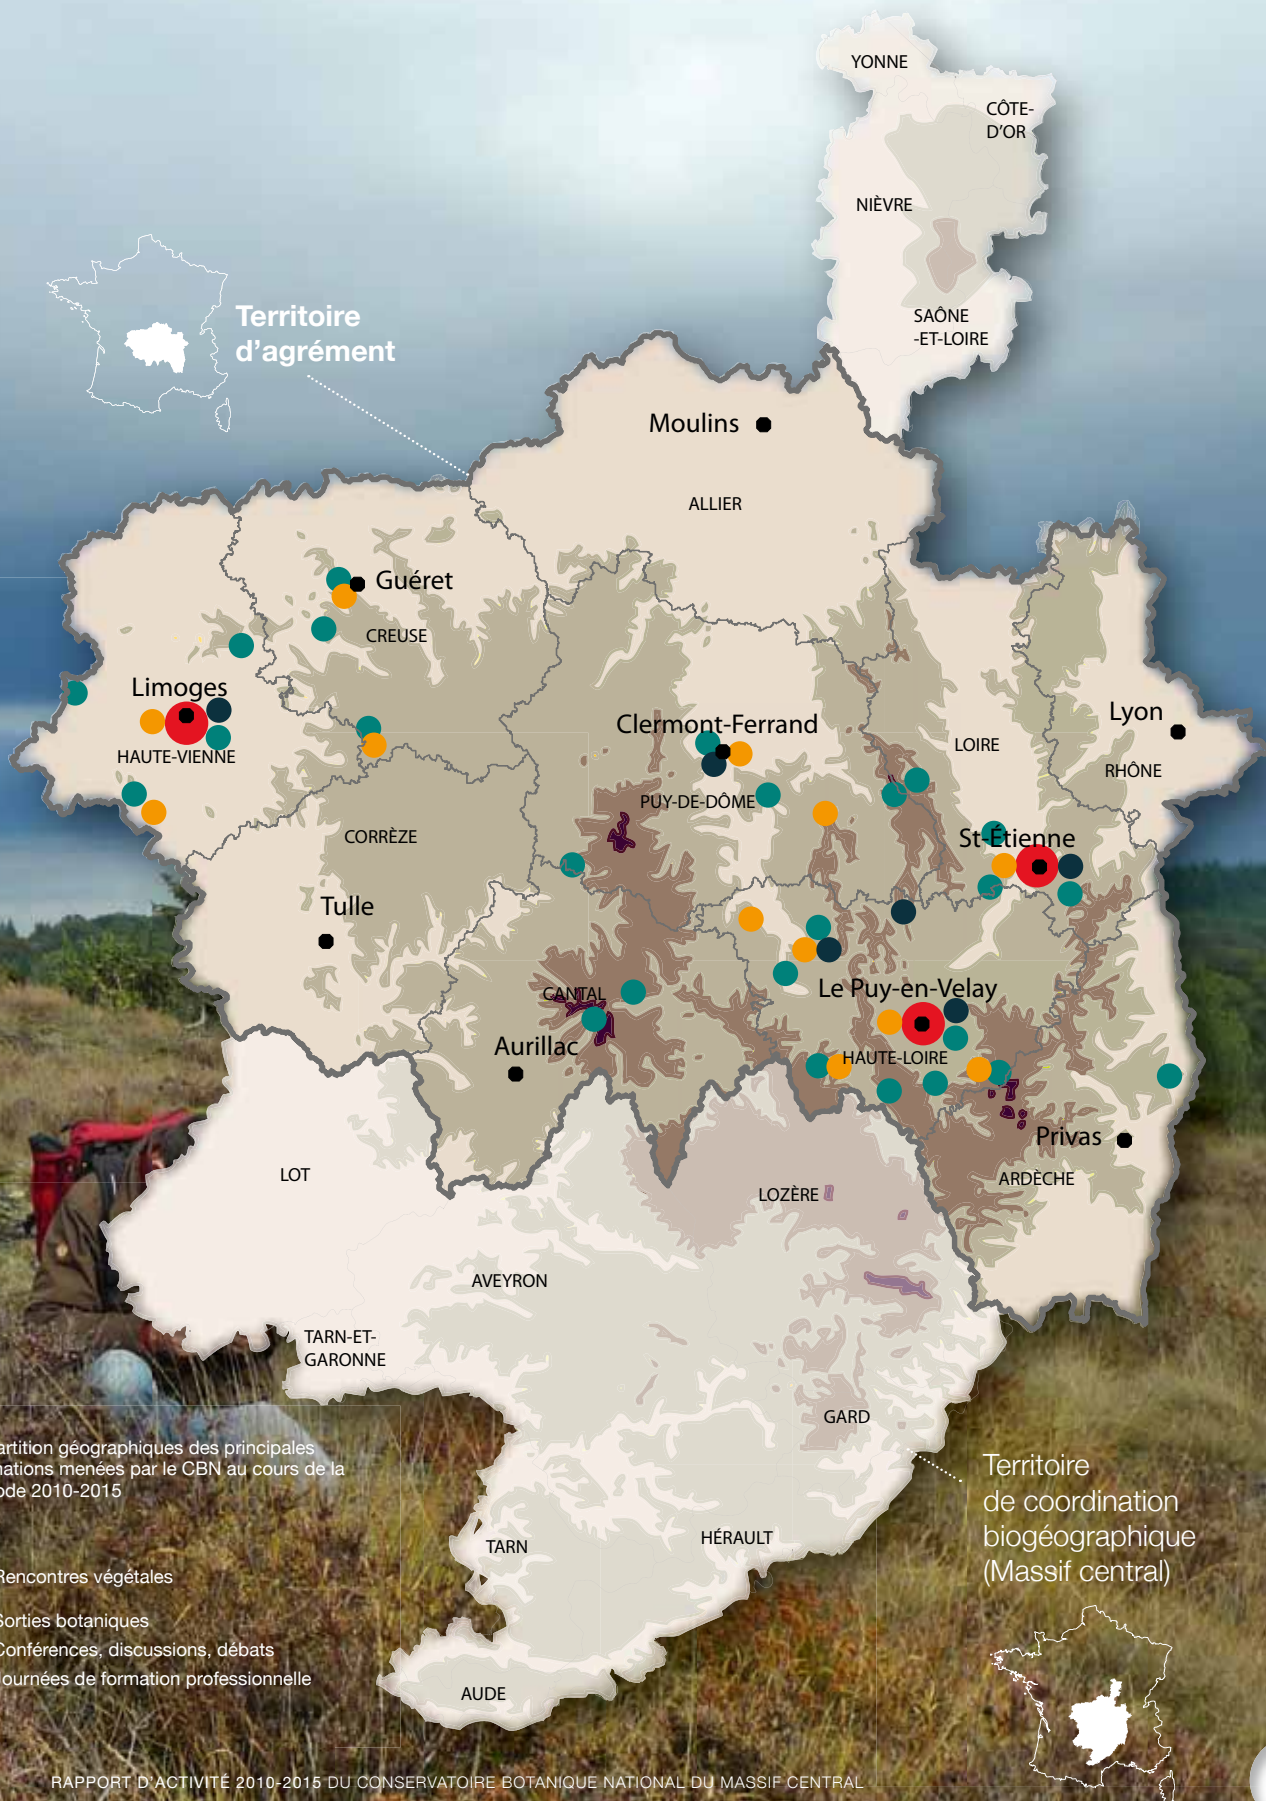 YONNE
CÔTE-
D'OR
NIÈVRE
SAÔNE
-ET-LOIRE
Territoire
d'agrément
Moulins
ALLIER
Guéret
CREUSE
Limoges
HAUTE-VIENNE
Clermont-Ferrand
PUY-DE-DÔME
LOIRE
Lyon
RHÔNE
St-Étienne
CORRÈZE
Tulle
CANTAL
Aurillac
Le Puy-en-Velay
HAUTE-LOIRE
Privas
ARDÈCHE
LOT
LOZÈRE
AVEYRON
TARN-ET-
GARONNE
GARD
HÉRAULT
TARN
AUDE
Territoire
de coordination
biogéographique
(Massif central)
artition géographiques des principales
mations menées par le CBN au cours de la
ode 2010-2015
Rencontres végétales
Sorties botaniques
Conférences, discussions, débats
Journées de formation professionnelle
RAPPORT D'ACTIVITÉ 2010-2015 DU CONSERVATOIRE BOTANIQUE NATIONAL DU MASSIF CENTRAL